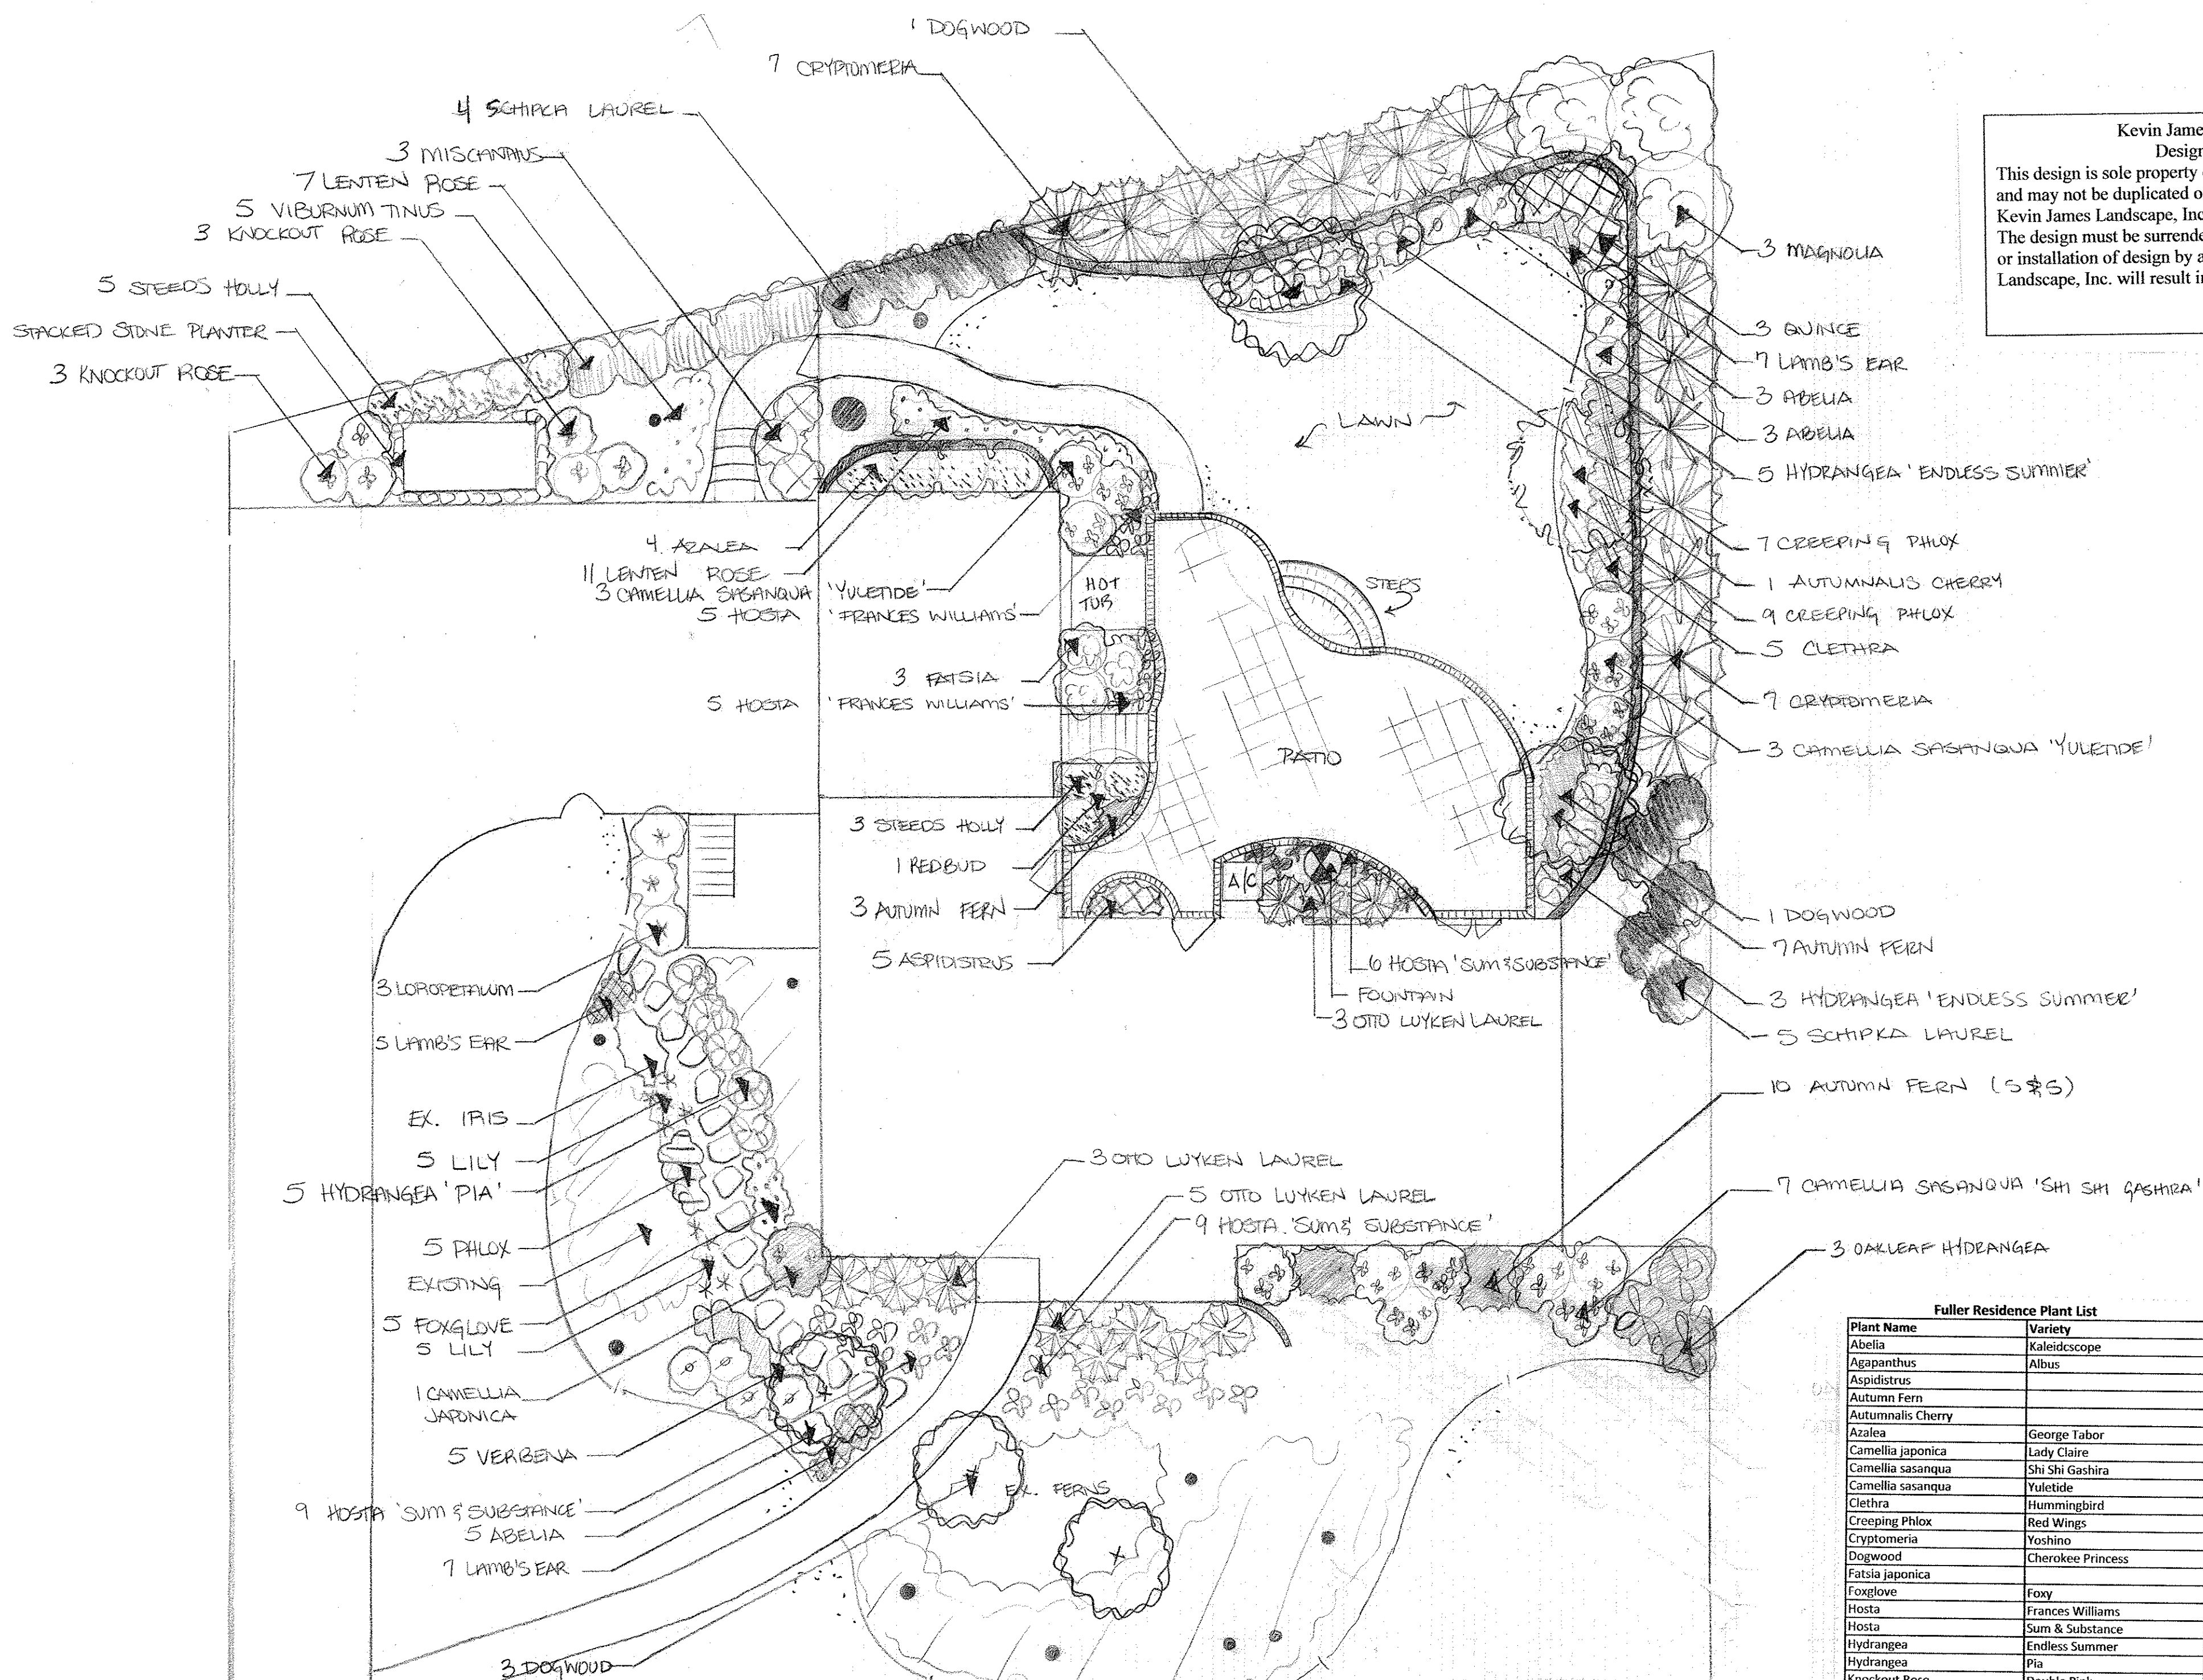 1 DOGWOOD
7 CRYPTOMERIA
4 SCHIPKA LAUREL
3 MISCANTHUS
7 LENTEN ROSE
5 VIBURNUM TINUS
3 KNOCKOUT ROSE
5 STEEDS HOLLY
STACKED STONE PLANTER
3 KNOCKOUT ROSE
Kevin Jame
Design
This design is sole property
and may not be duplicated o
Kevin James Landscape, Inc
The design must be surrende
or installation of design by a
Landscape, Inc. will result i
3 MAGNOLIA
3 QUINCE
7 LAMB'S EAR
3 ABELIA
3 ABELIA
5 HYDRANGEA 'ENDLESS SUMMER'
7 CREEPING PHLOX
1 AUTUMNALIS CHERRY
9 CREEPING PHLOX
5 CLETHRA
7 CRYPTOMERIA
3 CAMELLIA SASANQUA 'YULETIDE'
LAWN
STEPS
HOT
TUB
PATIO
A/C
4 AZALEA
11 LENTEN ROSE
3 CAMELLIA SASANQUA 'YULETIDE'
5 HOSTA 'FRANCES WILLIAMS'
3 FATSIA
5 HOSTA 'FRANCES WILLIAMS'
3 STEEDS HOLLY
1 REDBUD
3 AUTUMN FERN
5 ASPIDISTRUS
6 HOSTA 'SUM & SUBSTANCE'
FOUNTAIN
3 OTTO LUYKEN LAUREL
1 DOGWOOD
7 AUTUMN FERN
3 HYDRANGEA 'ENDLESS SUMMER'
5 SCHIPKA LAUREL
10 AUTUMN FERN (5 & 5)
7 CAMELLIA SASANQUA 'SHI SHI GASHIRA'
3 OAKLEAF HYDRANGEA
3 LOROPETALUM
5 LAMB'S EAR
EX. IRIS
5 LILY
5 HYDRANGEA 'PIA'
5 PHLOX
EXISTING
5 FOXGLOVE
5 LILY
1 CAMELLIA
JAPONICA
5 VERBENA
9 HOSTA 'SUM & SUBSTANCE'
5 ABELIA
7 LAMB'S EAR
3 DOGWOOD
3 OTTO LUYKEN LAUREL
5 OTTO LUYKEN LAUREL
9 HOSTA 'SUM & SUBSTANCE'
EX. FERNS
Fuller Residence Plant List
Plant Name Variety
Abelia Kaleidcscope
Agapanthus Albus
Aspidistrus
Autumn Fern
Autumnalis Cherry
Azalea George Tabor
Camellia japonica Lady Claire
Camellia sasanqua Shi Shi Gashira
Camellia sasanqua Yuletide
Clethra Hummingbird
Creeping Phlox Red Wings
Cryptomeria Yoshino
Dogwood Cherokee Princess
Fatsia japonica
Foxglove Foxy
Hosta Frances Williams
Hosta Sum & Substance
Hydrangea Endless Summer
Hydrangea Pia
Knockout Rose Double Pink